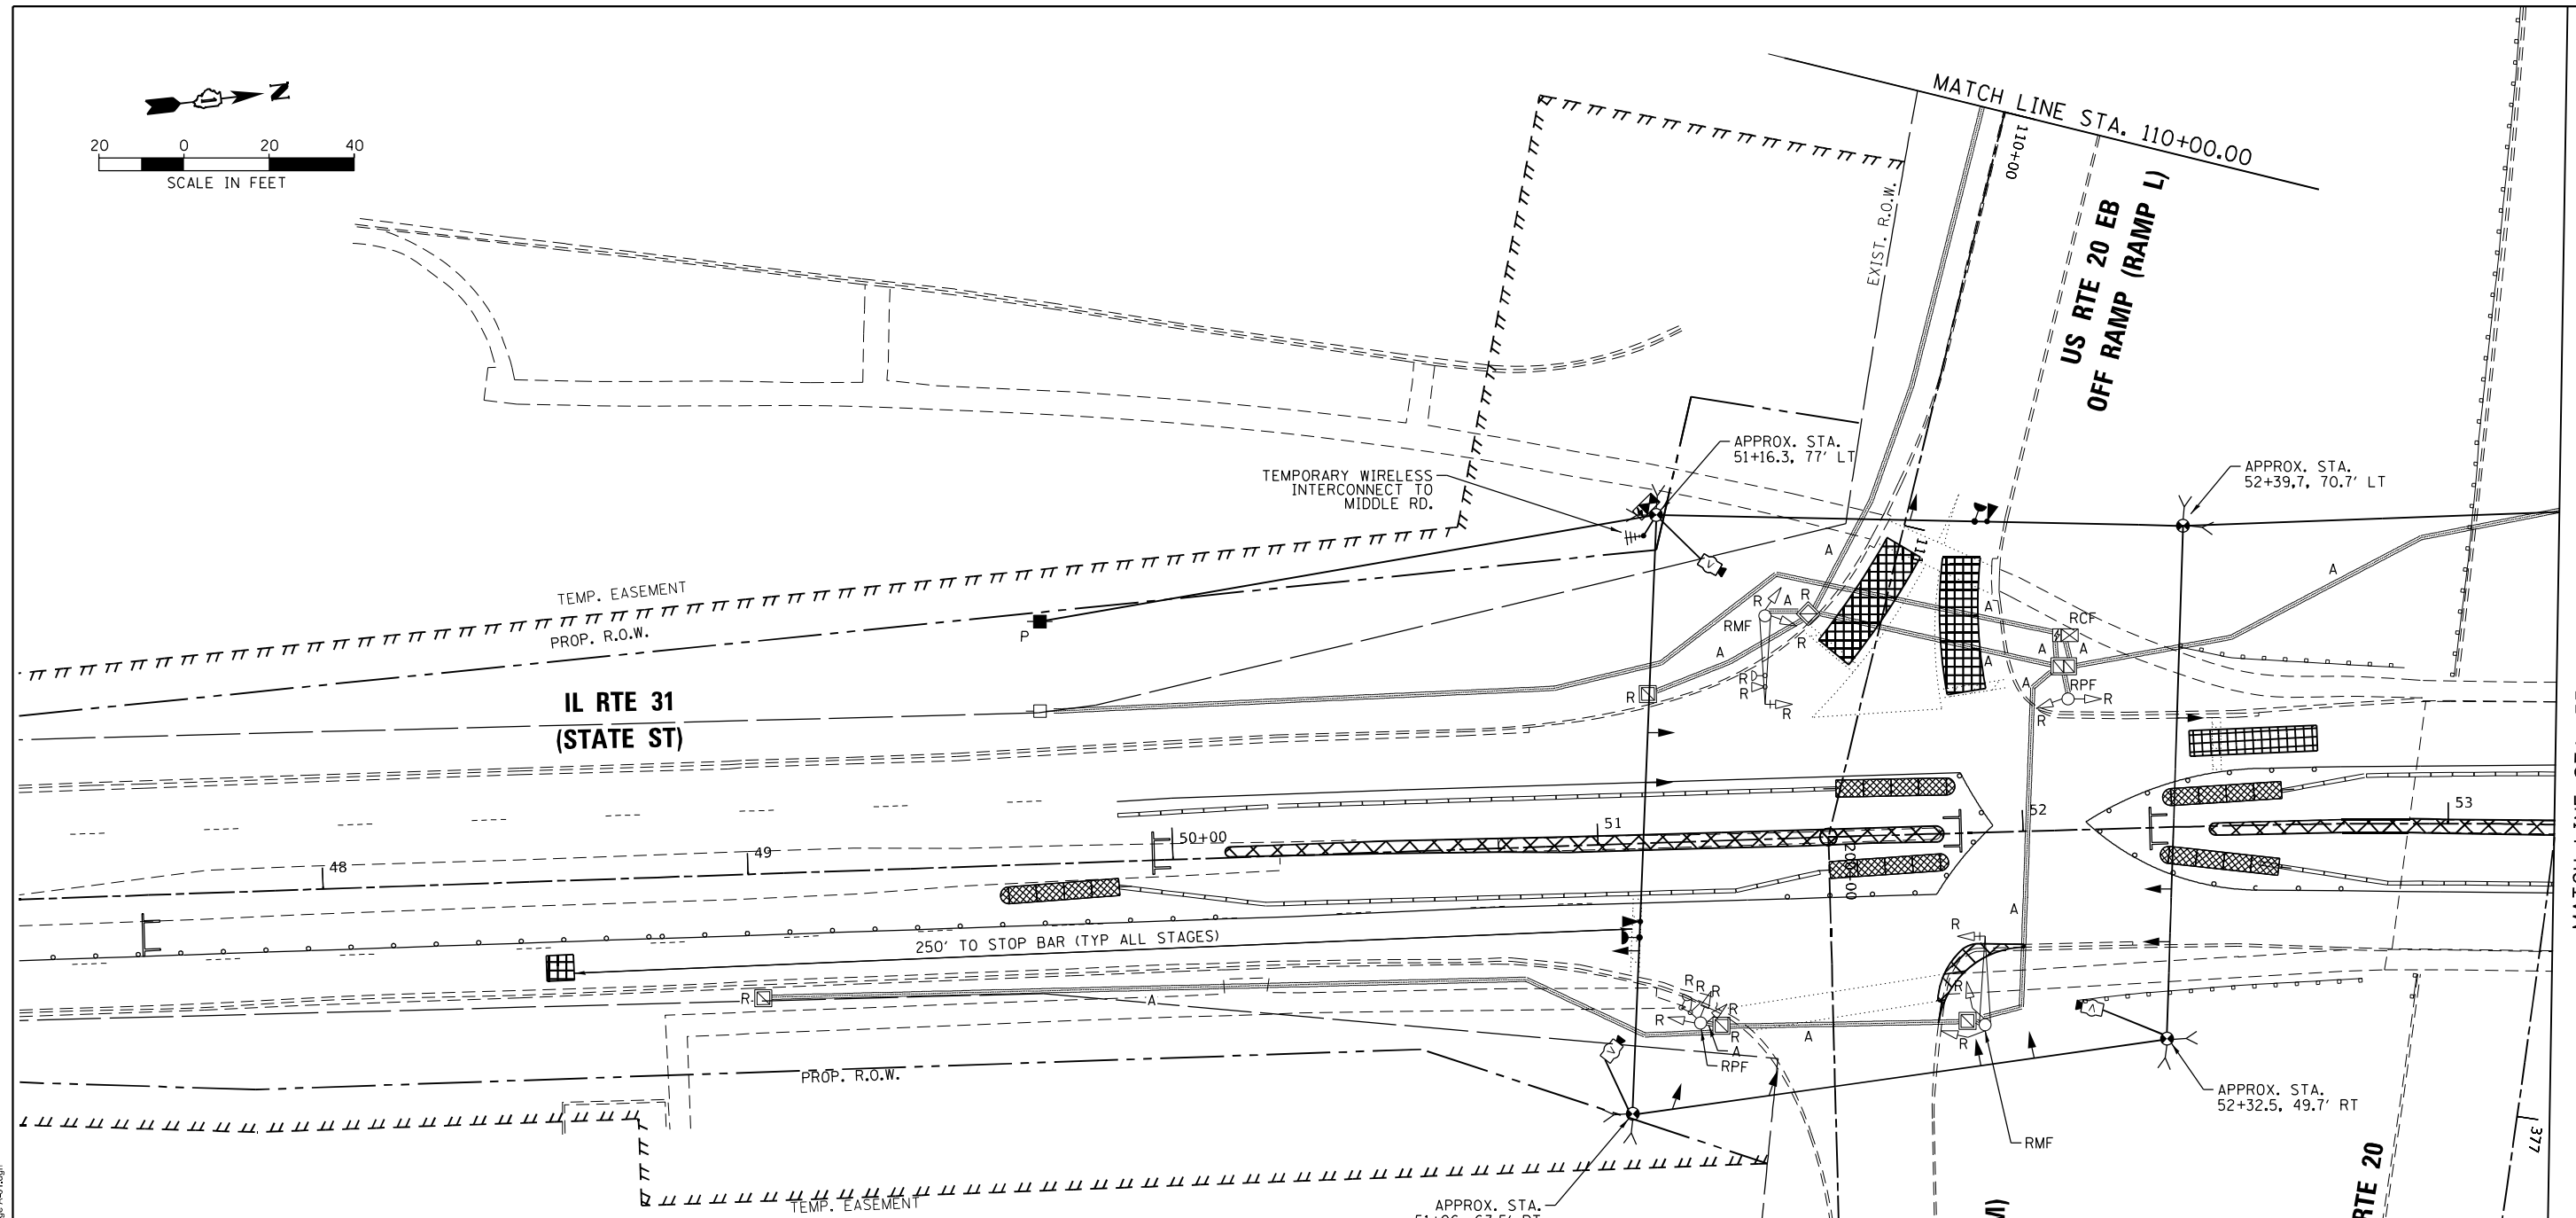 MATCH LINE STA. 110+00.00
110+00
N
20 0 20 40
SCALE IN FEET
US RTE 20 EB
OFF RAMP (RAMP L)
EXIST. R.O.W.
APPROX. STA.
51+16.3, 77' LT
TEMPORARY WIRELESS
INTERCONNECT TO
MIDDLE RD.
APPROX. STA.
52+39.7, 70.7' LT
TEMP. EASEMENT
PROP. R.O.W.
P
A
A
A
R
A
R
RMF
R
A
R
R
R
R
A
A
RCF
A
A
A
RPF
R
R
IL RTE 31
(STATE ST)
48
49
50+00
51
52
53
200+00
250' TO STOP BAR (TYP ALL STAGES)
A
R
A
R
R
R
R
R
R
A
RPF
A
R
R
R
RMF
PROP. R.O.W.
TEMP. EASEMENT
APPROX. STA.
52+32.5, 49.7' RT
APPROX. STA.
377
RTE 20